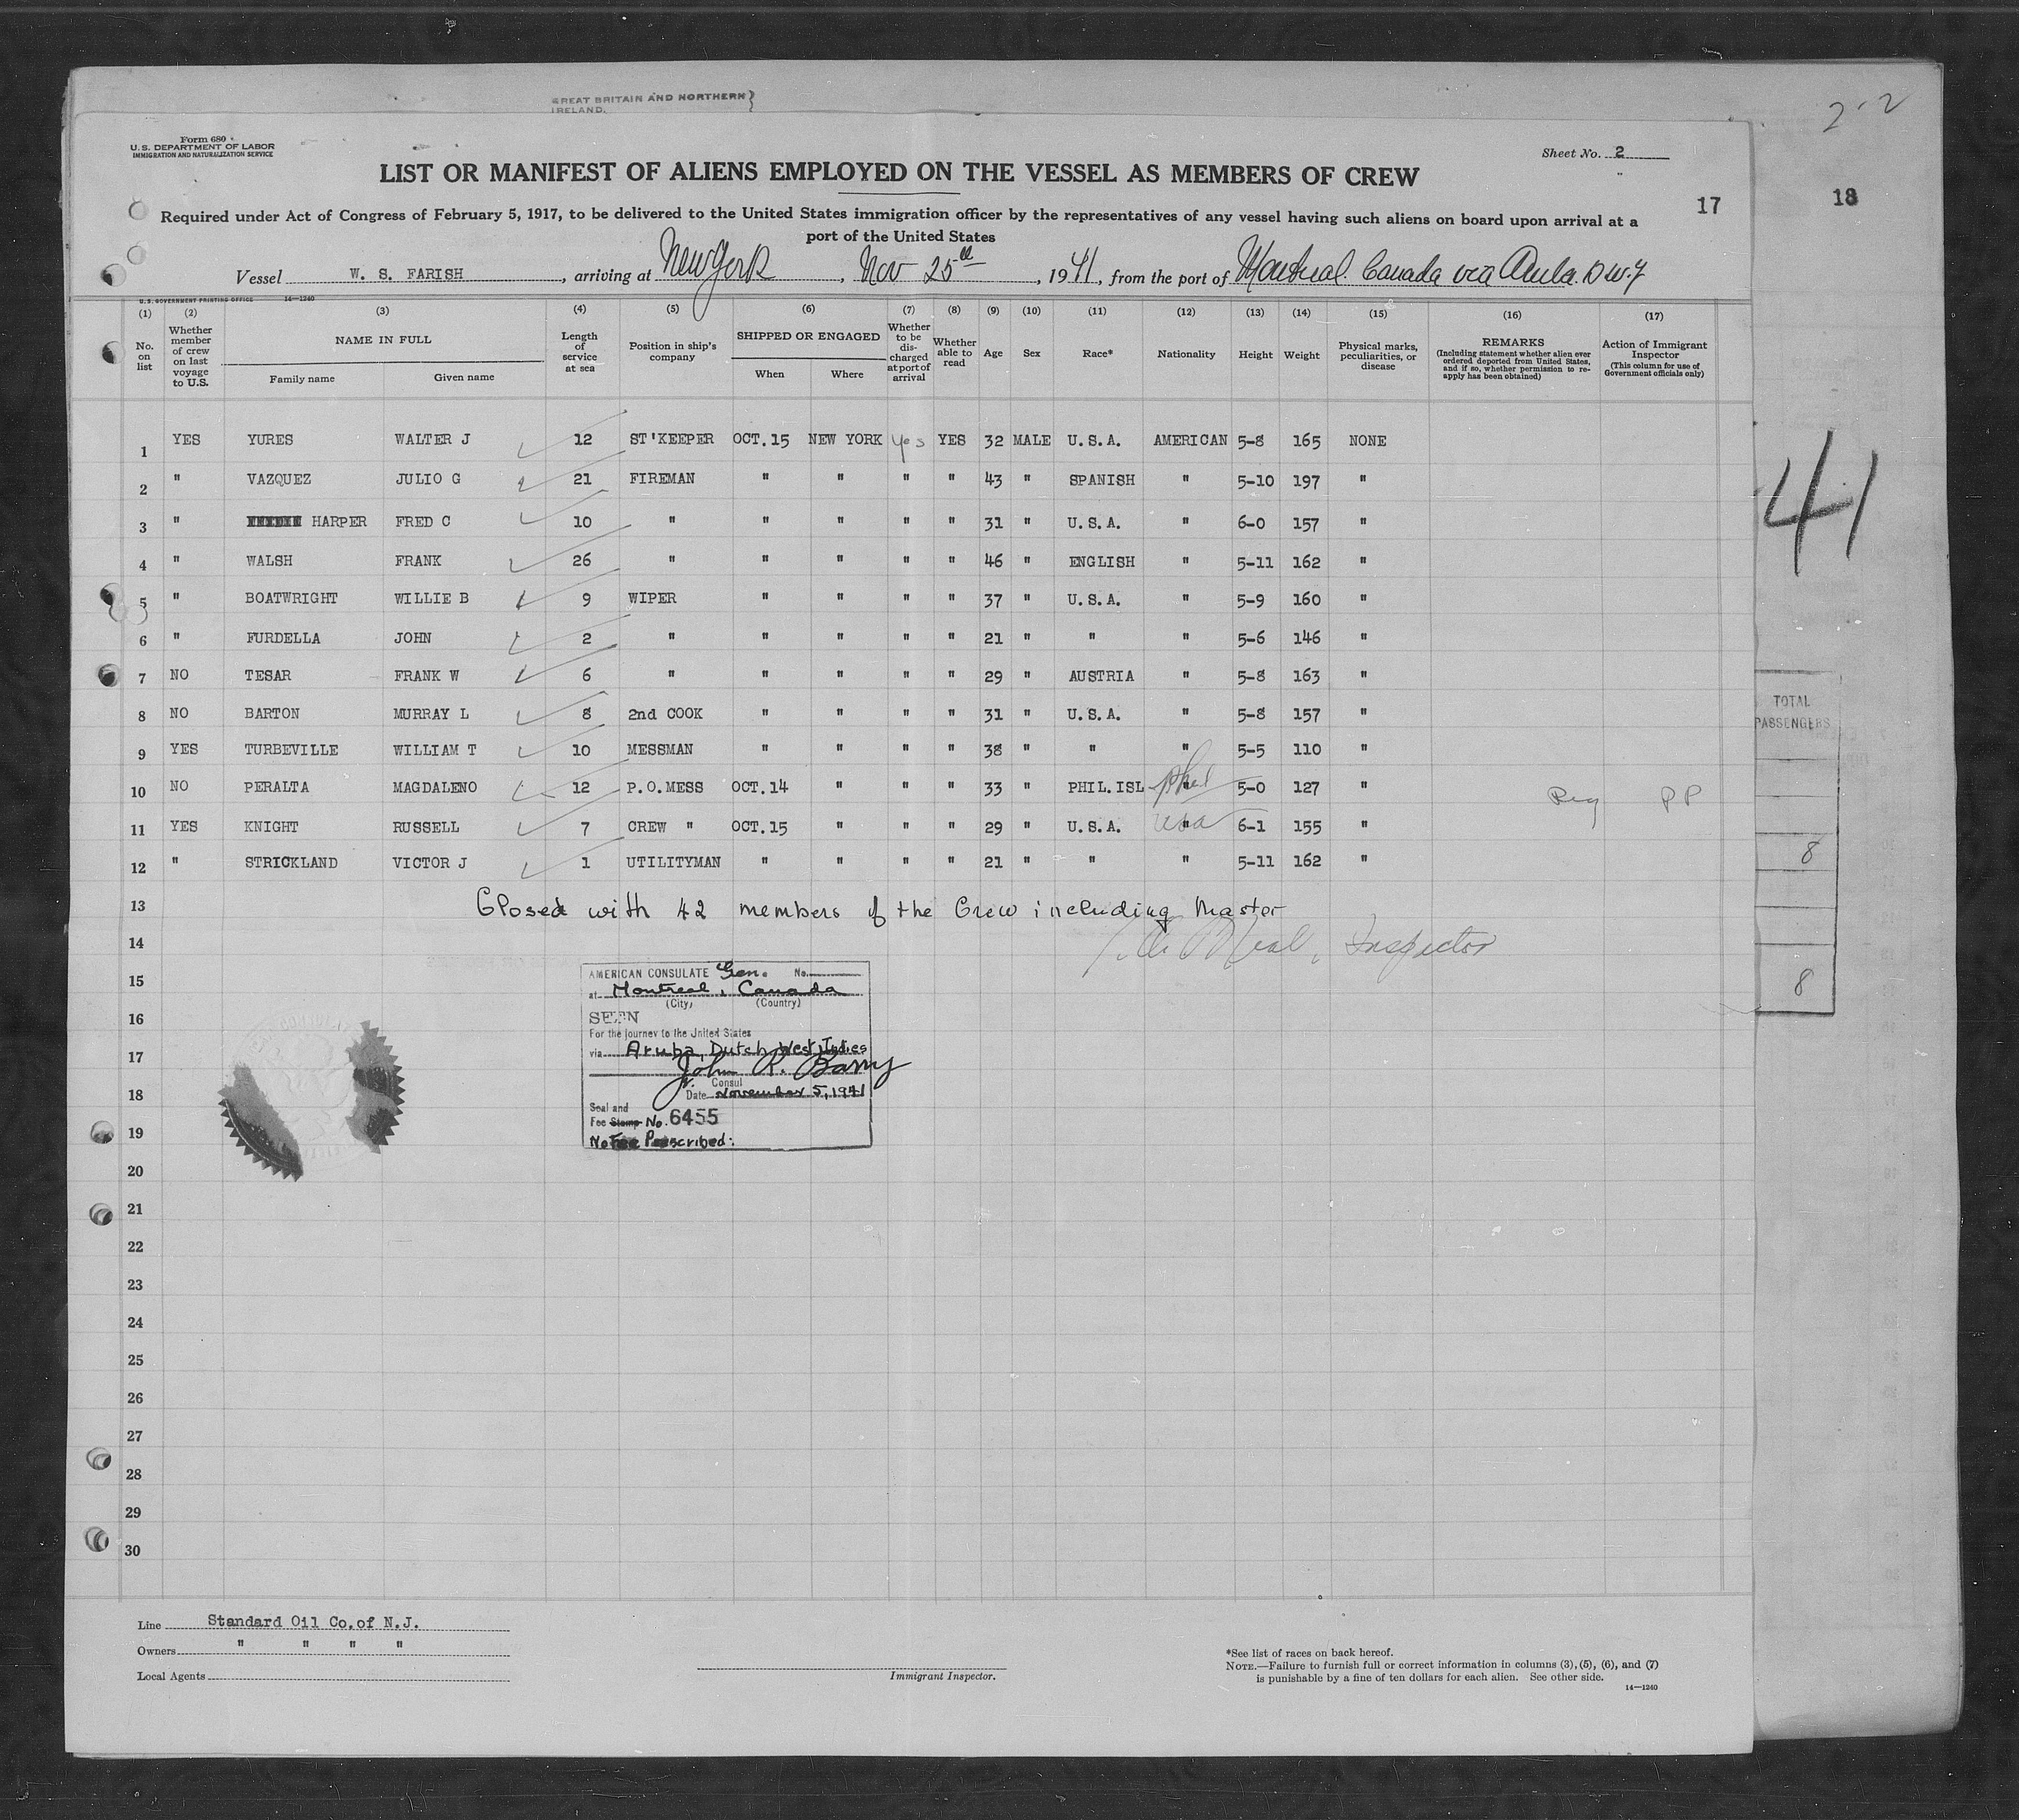 GREAT BRITAIN AND NORTHERN
IRELAND.
2-2
Form 680
U.S. DEPARTMENT OF LABOR
IMMIGRATION AND NATURALIZATION SERVICE
Sheet No. 2
LIST OR MANIFEST OF ALIENS EMPLOYED ON THE VESSEL AS MEMBERS OF CREW
17
18
Required under Act of Congress of February 5, 1917, to be delivered to the United States immigration officer by the representatives of any vessel having such aliens on board upon arrival at a
port of the United States
Vessel W. S. FARISH, arriving at New York, Nov 25th, 1941, from the port of Montreal. Canada via Aruba. D W. I
U.S. GOVERNMENT PRINTING OFFICE 14—1240
(1) (2) (3) (4) (5) (6) (7) (8) (9) (10) (11) (12) (13) (14) (15) (16) (17)
No. on list
Whether member of crew on last voyage to U.S.
NAME IN FULL
Family name Given name
Length of service at sea
Position in ship's company
SHIPPED OR ENGAGED
When Where
Whether to be discharged at port of arrival
Whether able to read
Age
Sex
Race*
Nationality
Height
Weight
Physical marks, peculiarities, or disease
REMARKS
(Including statement whether alien ever ordered deported from United States, and if so, whether permission to reapply has been obtained)
Action of Immigrant Inspector
(This column for use of Government officials only)
1 YES YURES WALTER J 12 ST'KEEPER OCT.15 NEW YORK Yes YES 32 MALE U.S.A. AMERICAN 5-8 165 NONE
2 " VAZQUEZ JULIO G 21 FIREMAN " " " " 43 " SPANISH " 5-10 197 "
3 " HARPER FRED C 10 " " " " " 31 " U.S.A. " 6-0 157 "
4 " WALSH FRANK 26 " " " " " 46 " ENGLISH " 5-11 162 "
5 " BOATWRIGHT WILLIE B 9 WIPER " " " " 37 " U.S.A. " 5-9 160 "
6 " FURDELLA JOHN 2 " " " " " 21 " " " 5-6 146 "
7 NO TESAR FRANK W 6 " " " " " 29 " AUSTRIA " 5-8 163 "
8 NO BARTON MURRAY L 8 2nd COOK " " " " 31 " U.S.A. " 5-8 157 "
9 YES TURBEVILLE WILLIAM T 10 MESSMAN " " " " 38 " " " 5-5 110 "
10 NO PERALTA MAGDALENO 12 P.O.MESS OCT.14 " " " 33 " PHIL.ISL " Phil 5-0 127 " Reg PP
11 YES KNIGHT RUSSELL 7 CREW " OCT.15 " " " 29 " U.S.A. " usa 6-1 155 "
12 " STRICKLAND VICTOR J 1 UTILITYMAN " " " " 21 " " " 5-11 162 "
13 Closed with 42 members of the Crew including Master
14 Inspector
15
16
17
18
19
20
21
22
23
24
25
26
27
28
29
30
AMERICAN CONSULATE Gen. No.
at Montreal, Canada
(City) (Country)
SEEN
For the journey to the United States
via Aruba, Dutch West Indies
John R. Barry
Consul
Date November 5, 1941
Seal and
Fee Stamp No. 6455
No Fee Prescribed:
41
TOTAL
PASSENGERS
8
8
Line Standard Oil Co.of N.J.
Owners " " " "
Local Agents
Immigrant Inspector.
*See list of races on back hereof.
NOTE.—Failure to furnish full or correct information in columns (3), (5), (6), and (7)
is punishable by a fine of ten dollars for each alien. See other side.
14—1240